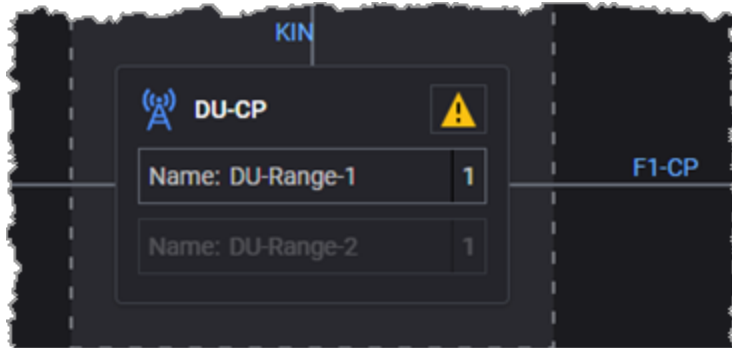 KIN
DU-CP
Name: DU-Range-1 1
F1-CP
Name: DU-Range-2 1